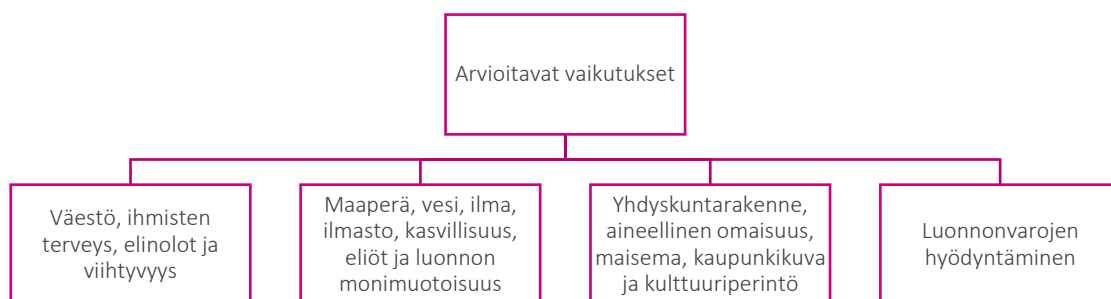 Arvioitavat vaikutukset
Väestö, ihmisten
terveys, elinolot ja
viihtyvyys
Maaperä, vesi, ilma,
ilmasto, kasvillisuus,
eliöt ja luonnon
monimuotoisuus
Yhdyskuntarakenne,
aineellinen omaisuus,
maisema, kaupunkikuva
ja kulttuuriperintö
Luonnonvarojen
hyödyntäminen